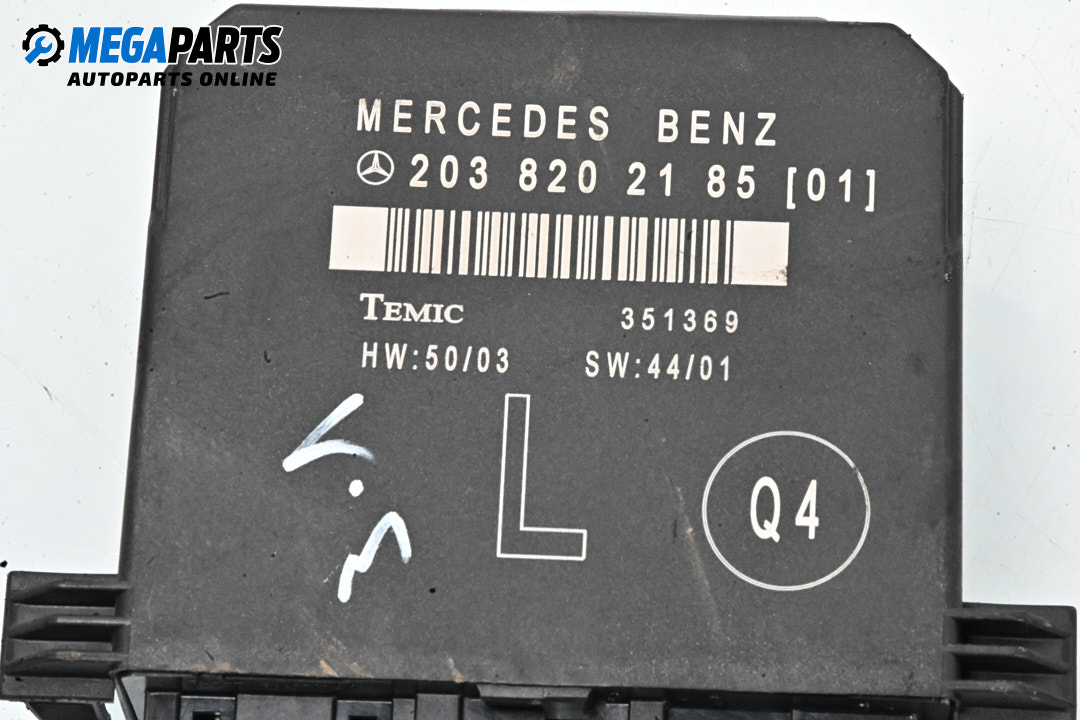 MEGAPARTS
AUTOPARTS ONLINE
MERCEDES BENZ
203 820 21 85 [01]
TEMIC 351369
HW:50/03 SW:44/01
L
Q4